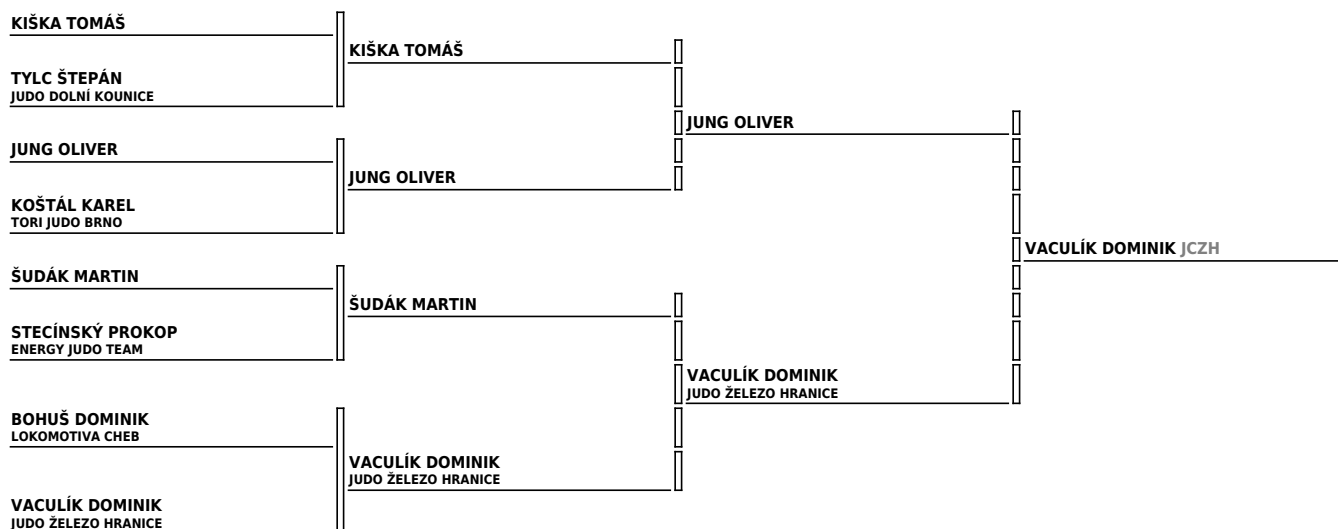 KIŠKA TOMÁŠ
KIŠKA TOMÁŠ
TYLC ŠTEPÁN
JUDO DOLNÍ KOUNICE
JUNG OLIVER
JUNG OLIVER
JUNG OLIVER
KOŠTÁL KAREL
TORI JUDO BRNO
VACULÍK DOMINIK JCZH
ŠUDÁK MARTIN
ŠUDÁK MARTIN
STECÍNSKÝ PROKOP
ENERGY JUDO TEAM
VACULÍK DOMINIK
JUDO ŽELEZO HRANICE
BOHUŠ DOMINIK
LOKOMOTIVA CHEB
VACULÍK DOMINIK
JUDO ŽELEZO HRANICE
VACULÍK DOMINIK
JUDO ŽELEZO HRANICE